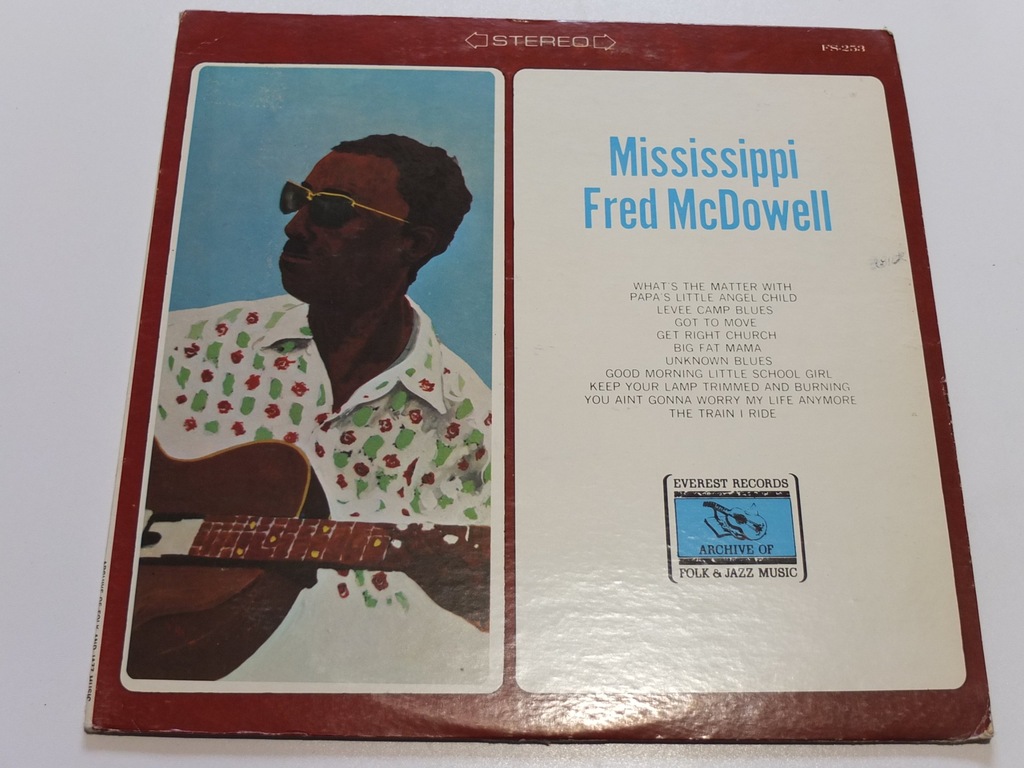 STEREO
FS-253
Mississippi
Fred McDowell
WHAT'S THE MATTER WITH
PAPA'S LITTLE ANGEL CHILD
LEVEE CAMP BLUES
GOT TO MOVE
GET RIGHT CHURCH
BIG FAT MAMA
UNKNOWN BLUES
GOOD MORNING LITTLE SCHOOL GIRL
KEEP YOUR LAMP TRIMMED AND BURNING
YOU AINT GONNA WORRY MY LIFE ANYMORE
THE TRAIN I RIDE
EVEREST RECORDS
ARCHIVE OF
FOLK & JAZZ MUSIC